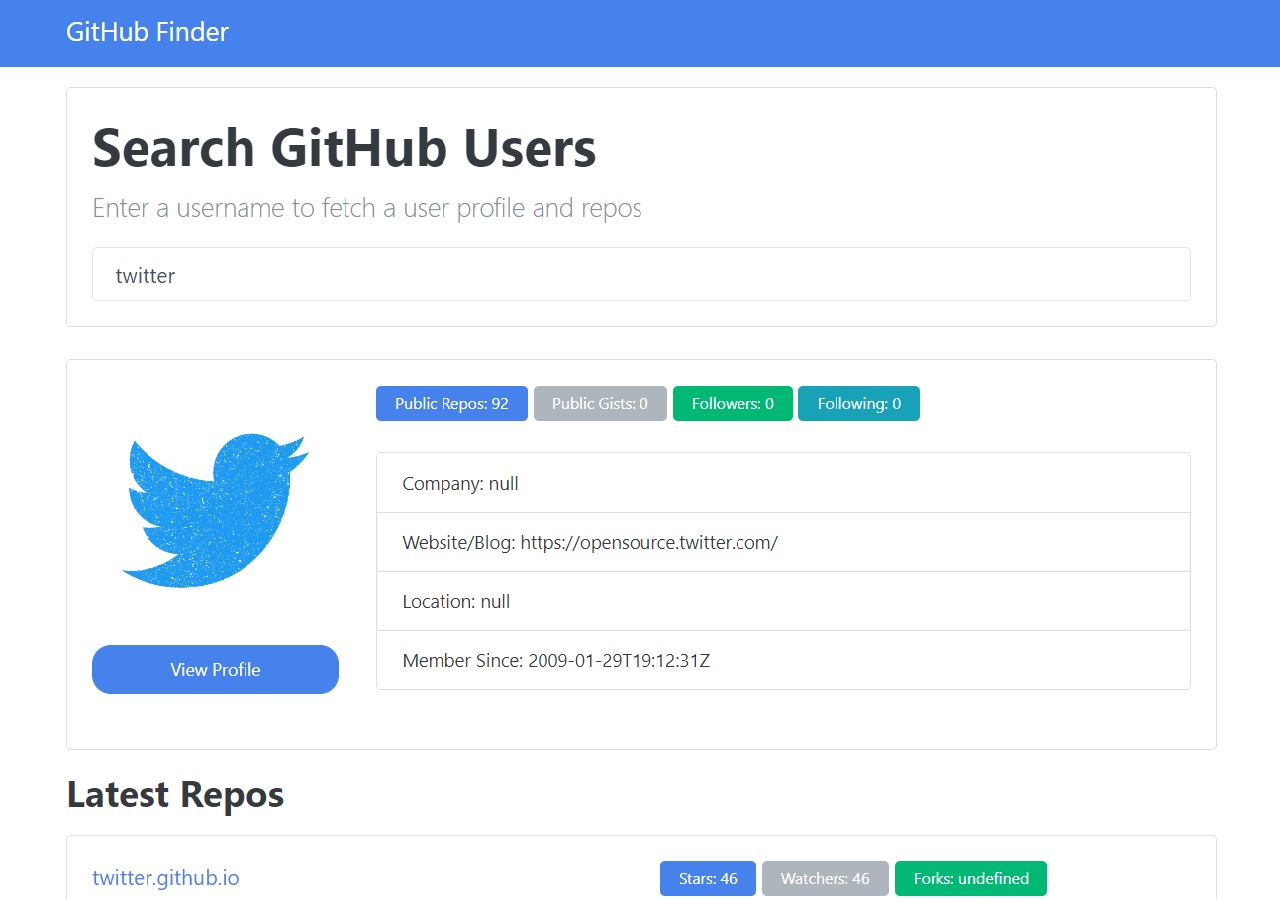 GitHub Finder
Search GitHub Users
Enter a username to fetch a user profile and repos
twitter
Public Repos: 92 Public Gists: 0 Followers: 0 Following: 0
Company: null
Website/Blog: https://opensource.twitter.com/
Location: null
Member Since: 2009-01-29T19:12:31Z
View Profile
Latest Repos
twitter.github.io Stars: 46 Watchers: 46 Forks: undefined